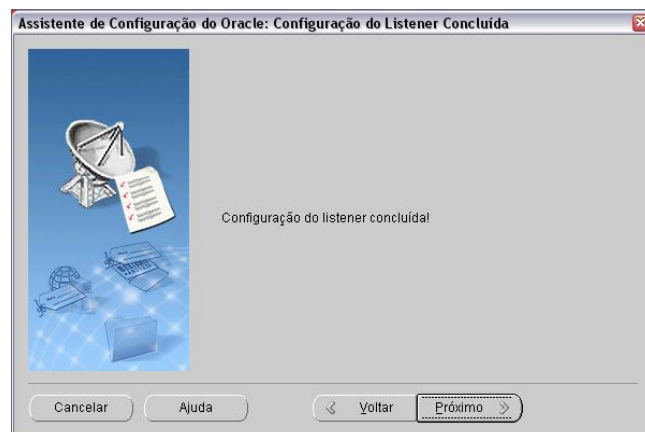 Assistente de Configuração do Oracle: Configuração do Listener Concluída
Configuração do listener concluída!
Cancelar
Ajuda
Voltar
Próximo